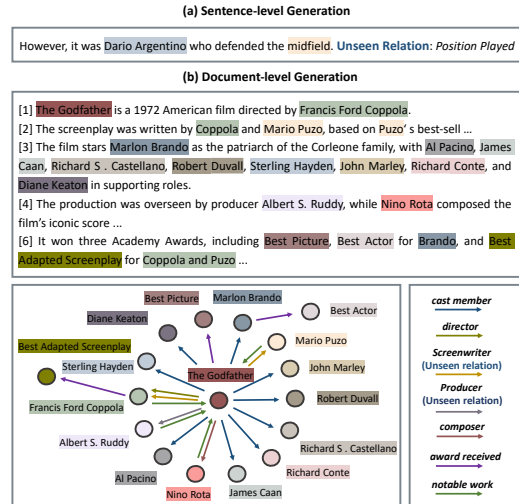 (a) Sentence-level Generation
However, it was Dario Argentino who defended the midfield. Unseen Relation: Position Played
(b) Document-level Generation
[1] The Godfather is a 1972 American film directed by Francis Ford Coppola.
[2] The screenplay was written by Coppola and Mario Puzo, based on Puzo‘ s best-sell ...
[3] The film stars Marlon Brando as the patriarch of the Corleone family, with Al Pacino, James
Caan, Richard S . Castellano, Robert Duvall, Sterling Hayden, John Marley, Richard Conte, and
Diane Keaton in supporting roles.
[4] The production was overseen by producer Albert S. Ruddy, while Nino Rota composed the
film's iconic score ...
[6] It won three Academy Awards, including Best Picture, Best Actor for Brando, and Best
Adapted Screenplay for Coppola and Puzo ...
Best Picture
Marlon Brando
Best Actor
Diane Keaton
Mario Puzo
Best Adapted Screenplay
Sterling Hayden
The Godfather
John Marley
Francis Ford Coppola
Robert Duvall
Albert S. Ruddy
Richard S . Castellano
Al Pacino
Richard Conte
Nino Rota
James Caan
cast member
director
Screenwriter
(Unseen relation)
Producer
(Unseen relation)
composer
award received
notable work